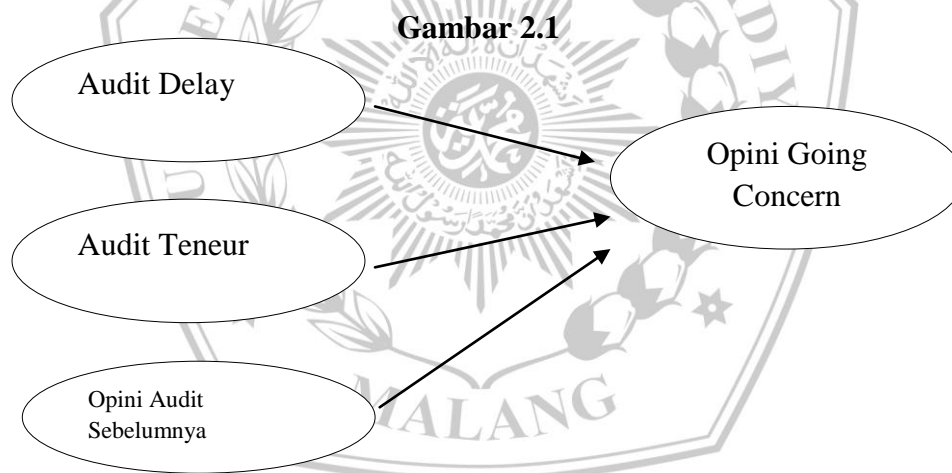 Gambar 2.1
Audit Delay
Opini Going
Concern
Audit Teneur
Opini Audit
Sebelumnya
MALANG